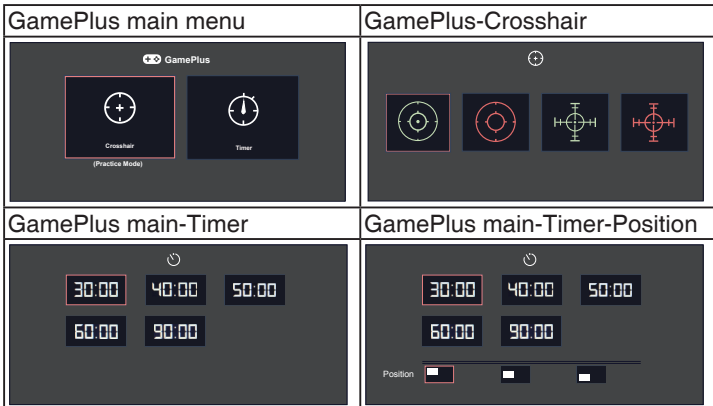 GamePlus main menu
GamePlus-Crosshair
GamePlus
Crosshair
Timer
(Practice Mode)
GamePlus main-Timer
GamePlus main-Timer-Position
30:00 40:00 50:00
60:00 90:00
30:00 40:00 50:00
60:00 90:00
Position